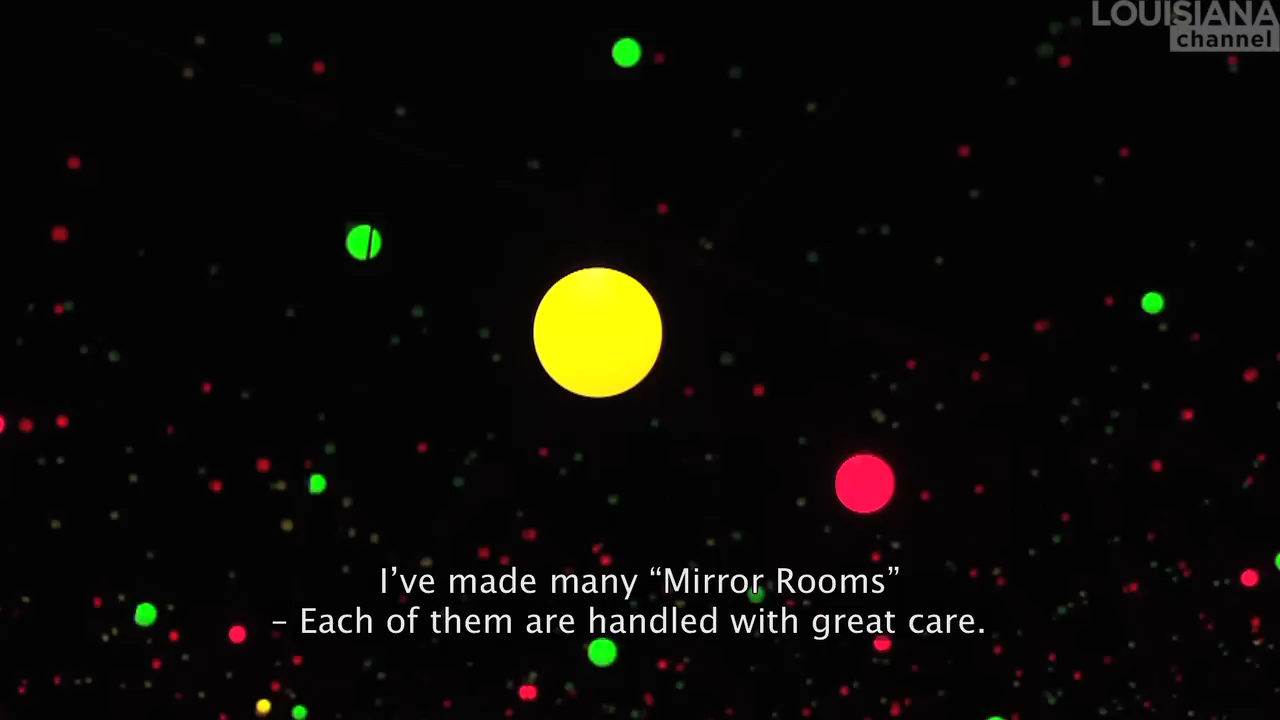 LOUISIANA
channel
I’ve made many “Mirror Rooms”
– Each of them are handled with great care.